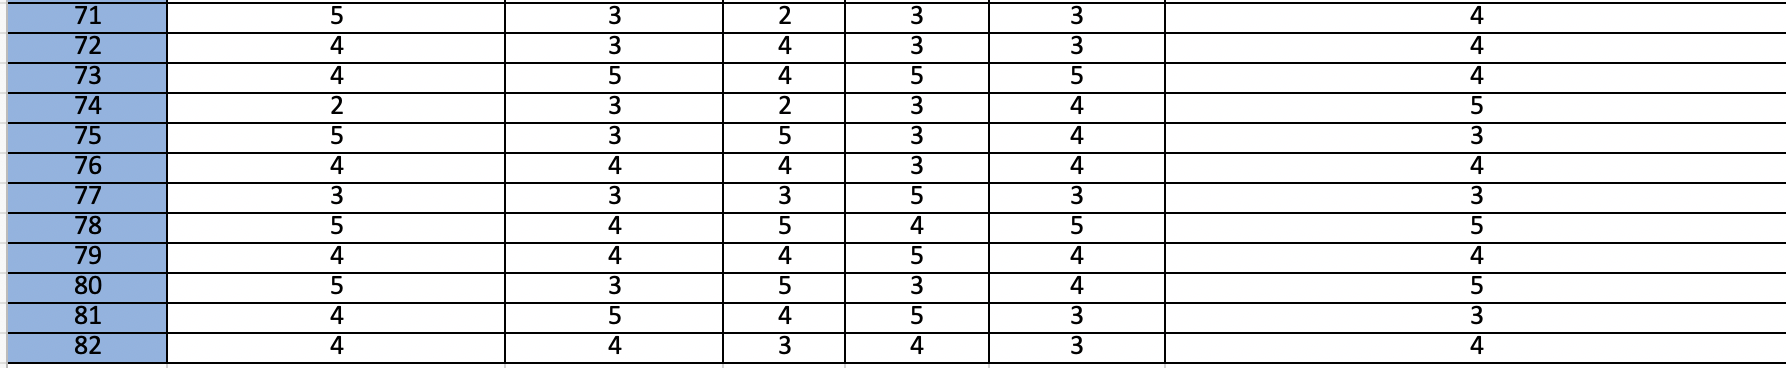 71 5 3 2 3 3 4
72 4 3 4 3 3 4
73 4 5 4 5 5 4
74 2 3 2 3 4 5
75 5 3 5 3 4 3
76 4 4 4 3 4 4
77 3 3 3 5 3 3
78 5 4 5 4 5 5
79 4 4 4 5 4 4
80 5 3 5 3 4 5
81 4 5 4 5 3 3
82 4 4 3 4 3 4